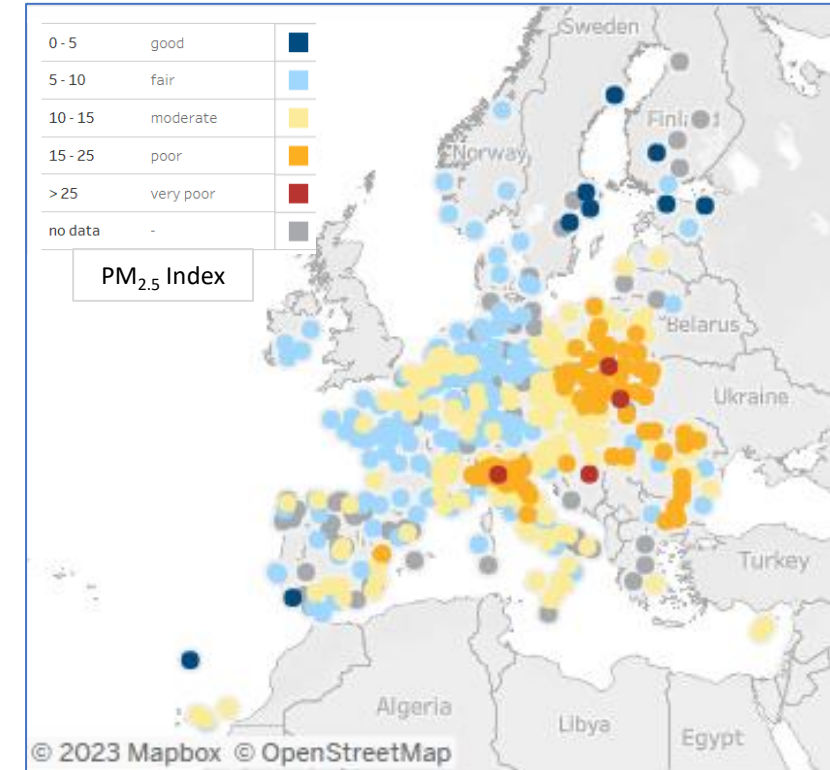 0 - 5 good
5 - 10 fair
10 - 15 moderate
15 - 25 poor
> 25 very poor
no data -
PM2.5 Index
Sweden
Norway
Belarus
Ukraine
Turkey
Algeria
Libya
Egypt
© 2023 Mapbox © OpenStreetMap